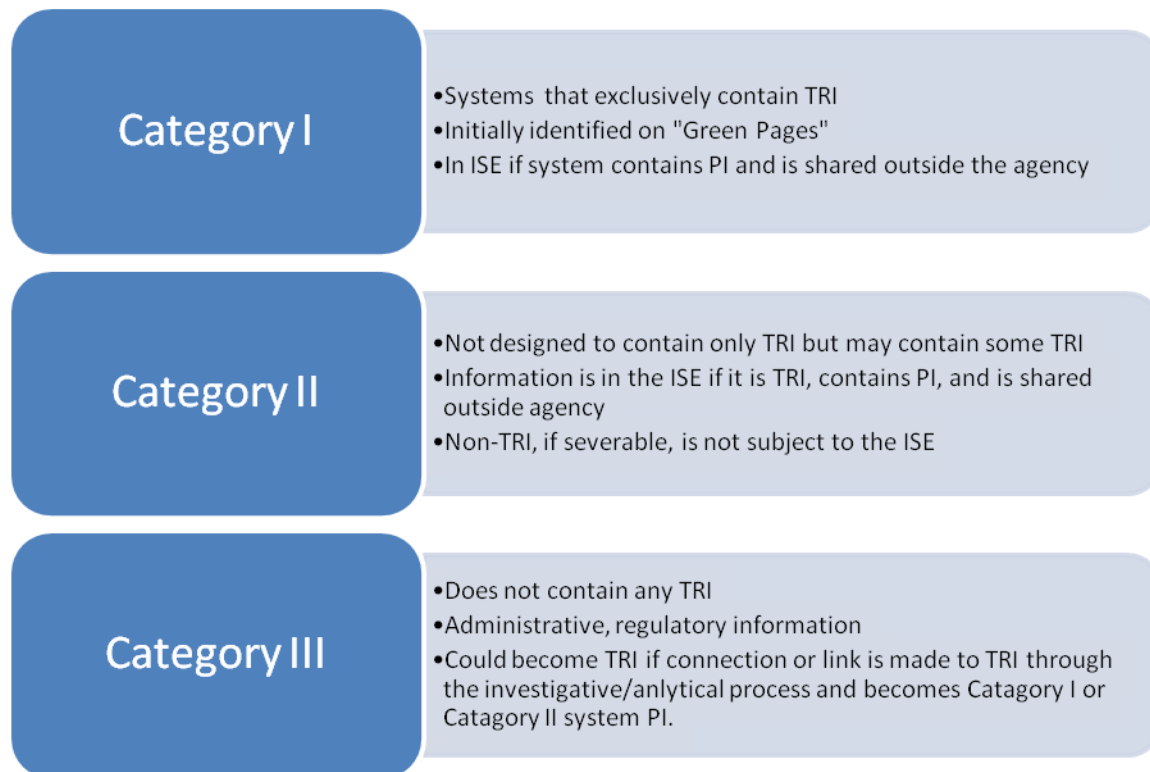 Category I
•Systems that exclusively contain TRI
•Initially identified on "Green Pages"
•In ISE if system contains PI and is shared outside the agency
Category II
•Not designed to contain only TRI but may contain some TRI
•Information is in the ISE if it is TRI, contains PI, and is shared
outside agency
•Non-TRI, if severable, is not subject to the ISE
Category III
•Does not contain any TRI
•Administrative, regulatory information
•Could become TRI if connection or link is made to TRI through
the investigative/anlytical process and becomes Catagory I or
Catagory II system PI.